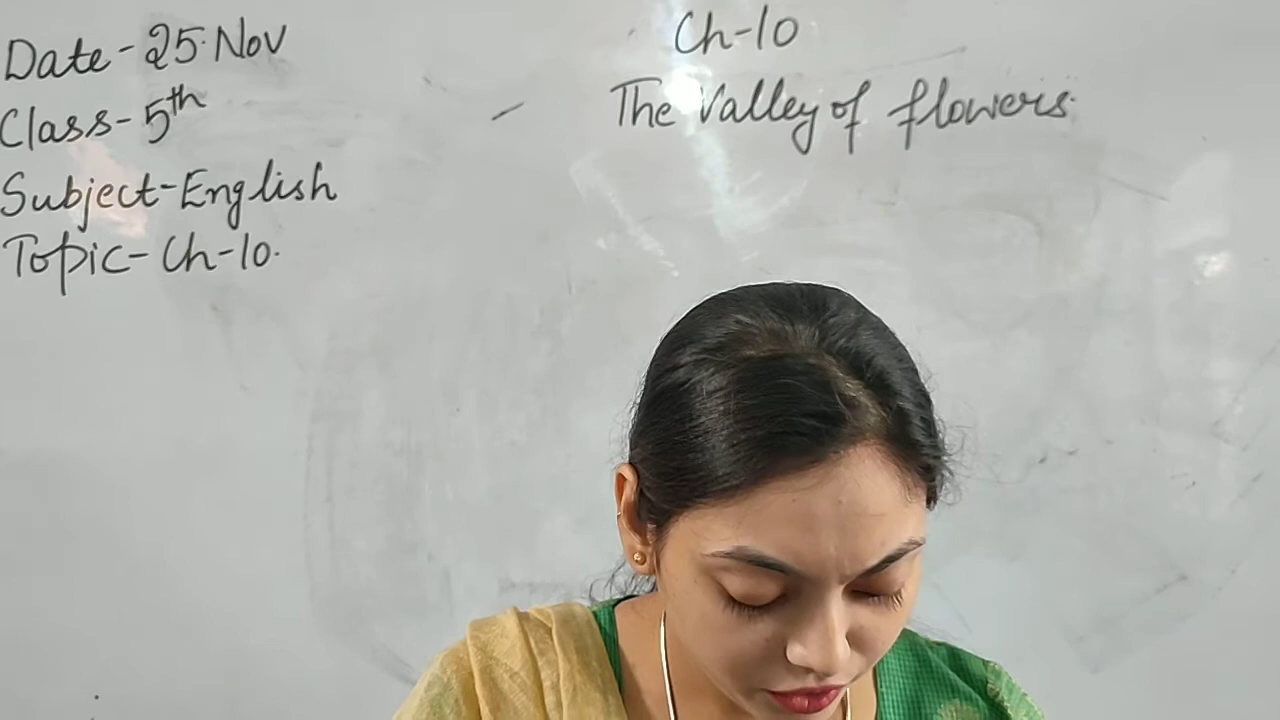 Date-25 Nov
Class-5th
Subject-English
Topic-Ch-10.
Ch-10
The Valley of flowers.